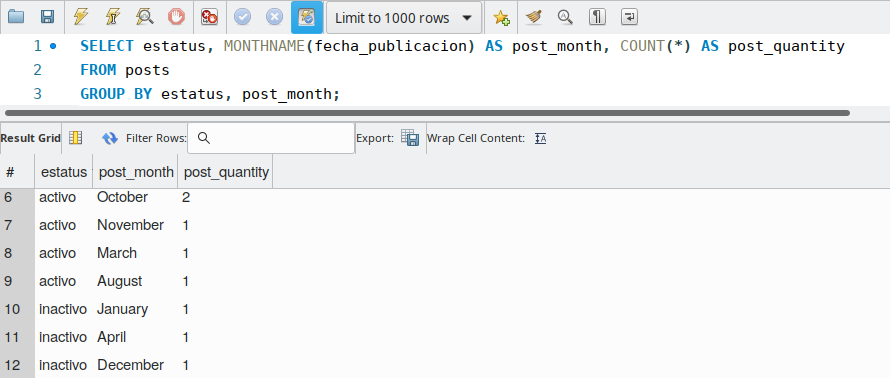 Limit to 1000 rows
1 SELECT estatus, MONTHNAME(fecha_publicacion) AS post_month, COUNT(*) AS post_quantity
2 FROM posts
3 GROUP BY estatus, post_month;
Result Grid Filter Rows: Export: Wrap Cell Content:
# estatus post_month post_quantity
6 activo October 2
7 activo November 1
8 activo March 1
9 activo August 1
10 inactivo January 1
11 inactivo April 1
12 inactivo December 1